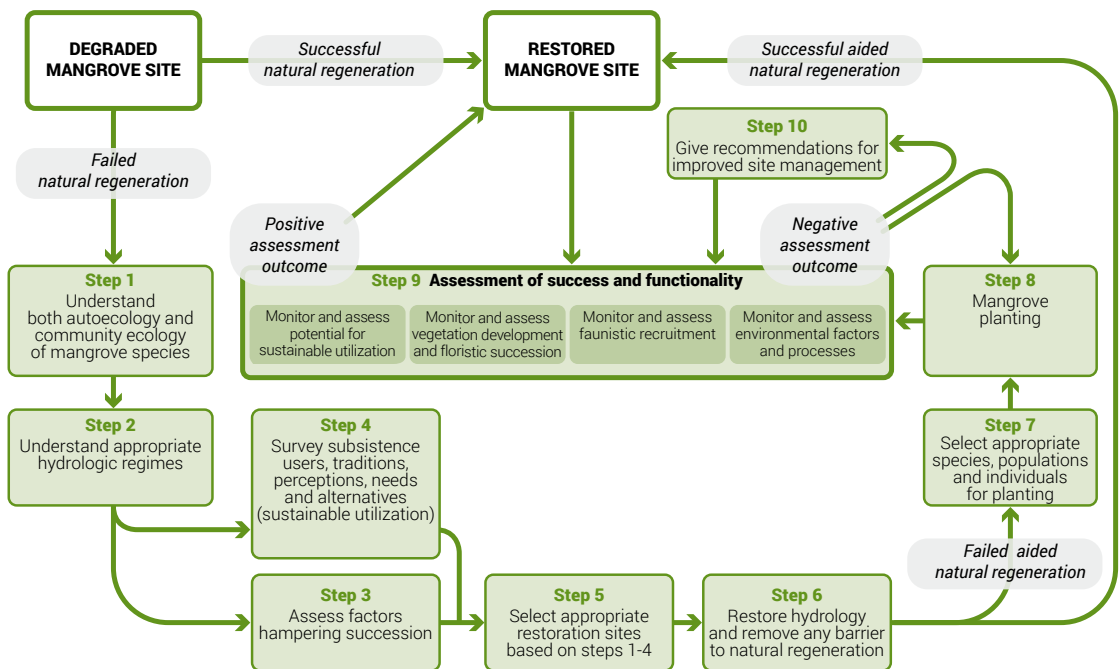 DEGRADED
MANGROVE SITE
Successful
natural regeneration
RESTORED
MANGROVE SITE
Successful aided
natural regeneration
Failed
natural regeneration
Step 10
Give recommendations for
improved site management
Positive
assessment
outcome
Negative
assessment
outcome
Step 1
Understand
both autoecology and
community ecology
of mangrove species
Step 9 Assessment of success and functionality
Monitor and assess
potential for
sustainable utilization
Monitor and assess
vegetation development
and floristic succession
Monitor and assess
faunistic recruitment
Monitor and assess
environmental factors
and processes
Step 8
Mangrove
planting
Step 2
Understand appropriate
hydrologic regimes
Step 4
Survey subsistence
users, traditions,
perceptions, needs
and alternatives
(sustainable utilization)
Step 7
Select appropriate
species, populations
and individuals
for planting
Failed aided
natural regeneration
Step 3
Assess factors
hampering succession
Step 5
Select appropriate
restoration sites
based on steps 1-4
Step 6
Restore hydrology
and remove any barrier
to natural regeneration